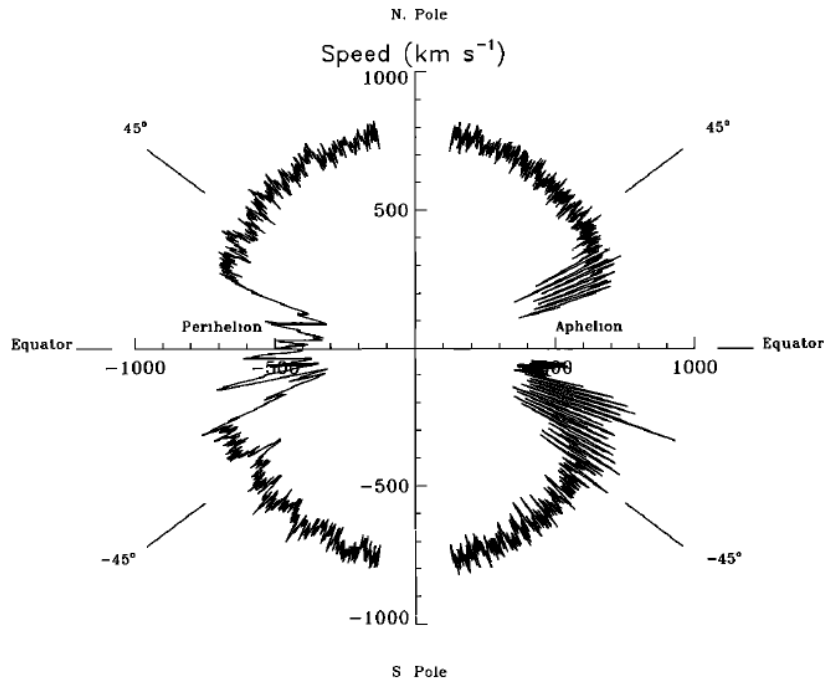 N. Pole
Speed (km s⁻¹)
1000
45° 45°
500
Perihelion Aphelion
Equator Equator
−1000 −500 1000
−500
−45° −45°
−1000
S Pole